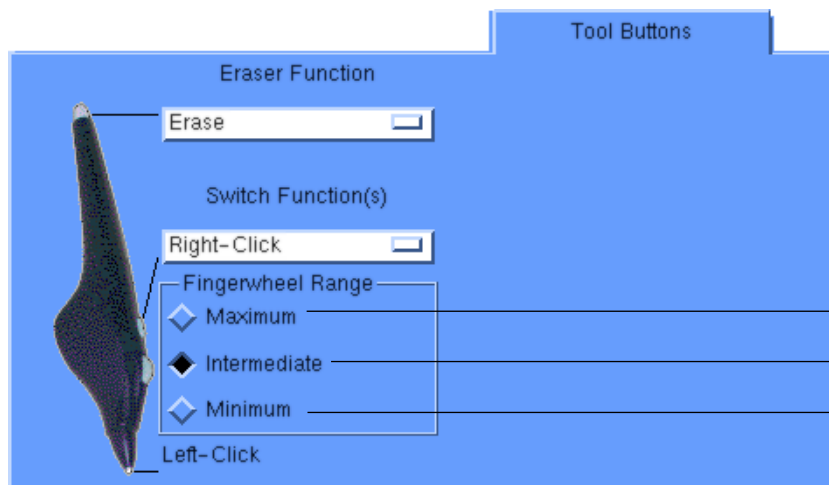 Tool Buttons
Eraser Function
Erase
Switch Function(s)
Right-Click
Fingerwheel Range
Maximum
Intermediate
Minimum
Left-Click